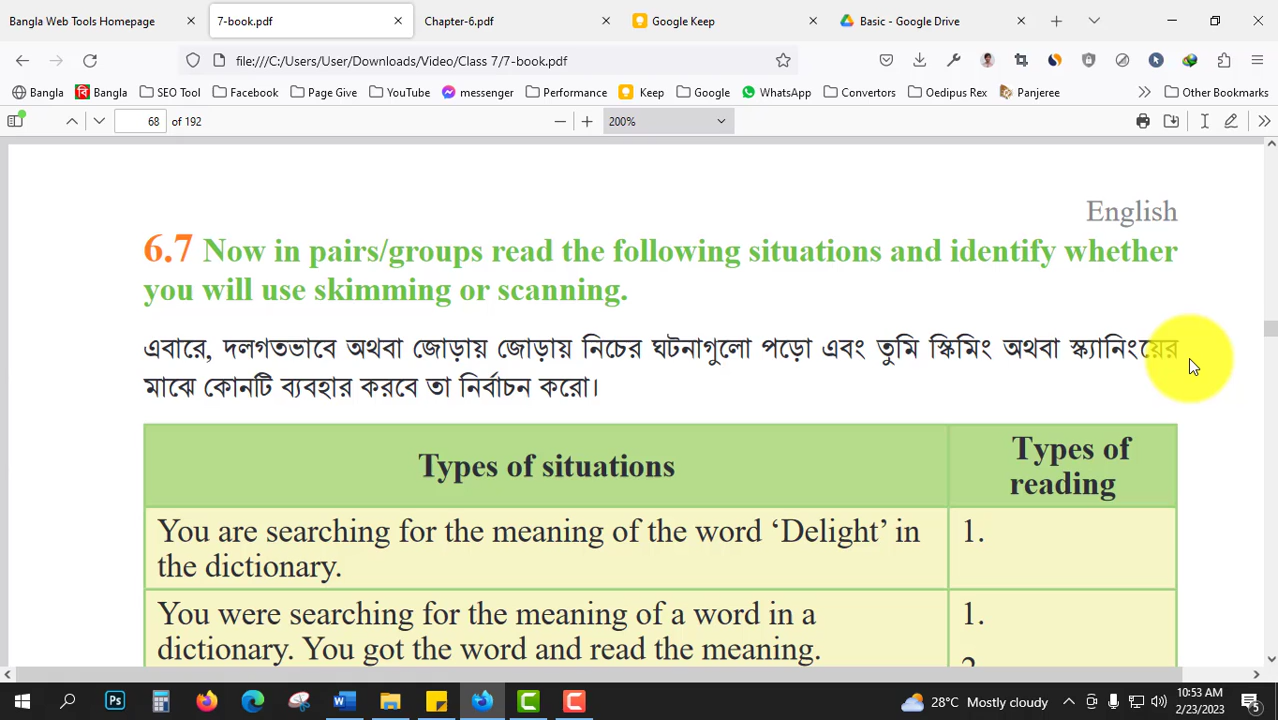 Bangla Web Tools Homepage
7-book.pdf
Chapter-6.pdf
Google Keep
Basic - Google Drive
file:///C:/Users/User/Downloads/Video/Class 7/7-book.pdf
Bangla
Bangla
SEO Tool
Facebook
Page Give
YouTube
messenger
Performance
Keep
Google
WhatsApp
Convertors
Oedipus Rex
Panjeree
Other Bookmarks
68 of 192
200%
English
6.7 Now in pairs/groups read the following situations and identify whether
you will use skimming or scanning.
এবারে, দলগতভাবে অথবা জোড়ায় জোড়ায় নিচের ঘটনাগুলো পড়ো এবং তুমি স্কিমিং অথবা স্ক্যানিংয়ের
মাঝে কোনটি ব্যবহার করবে তা নির্বাচন করো।
Types of situations
Types of
reading
You are searching for the meaning of the word ‘Delight’ in
the dictionary.
1.
You were searching for the meaning of a word in a
dictionary. You got the word and read the meaning.
1.
2.
28°C Mostly cloudy
10:53 AM
2/23/2023
5